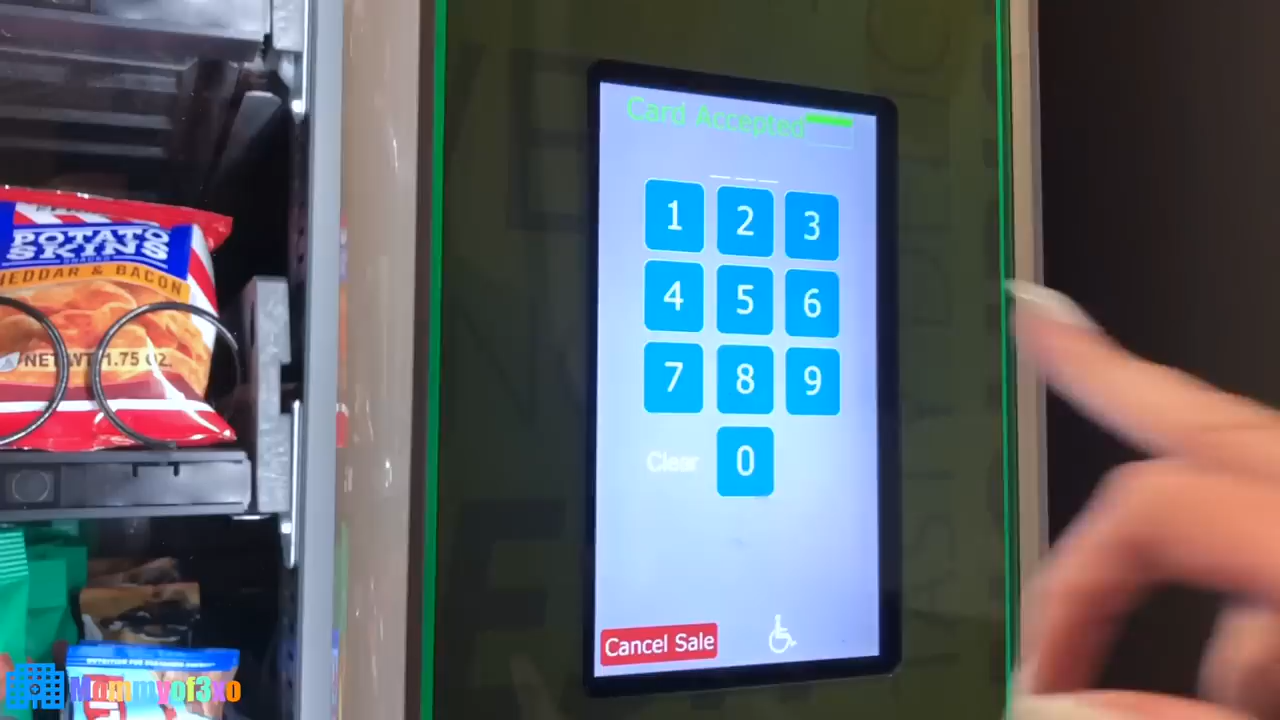 Card Accepted
1 2 3
4 5 6
7 8 9
Clear 0
Cancel Sale
POTATO
SKINS
SNACKS
CHEDDAR & BACON
NET WT 1.75 OZ.
Mommyof3xo